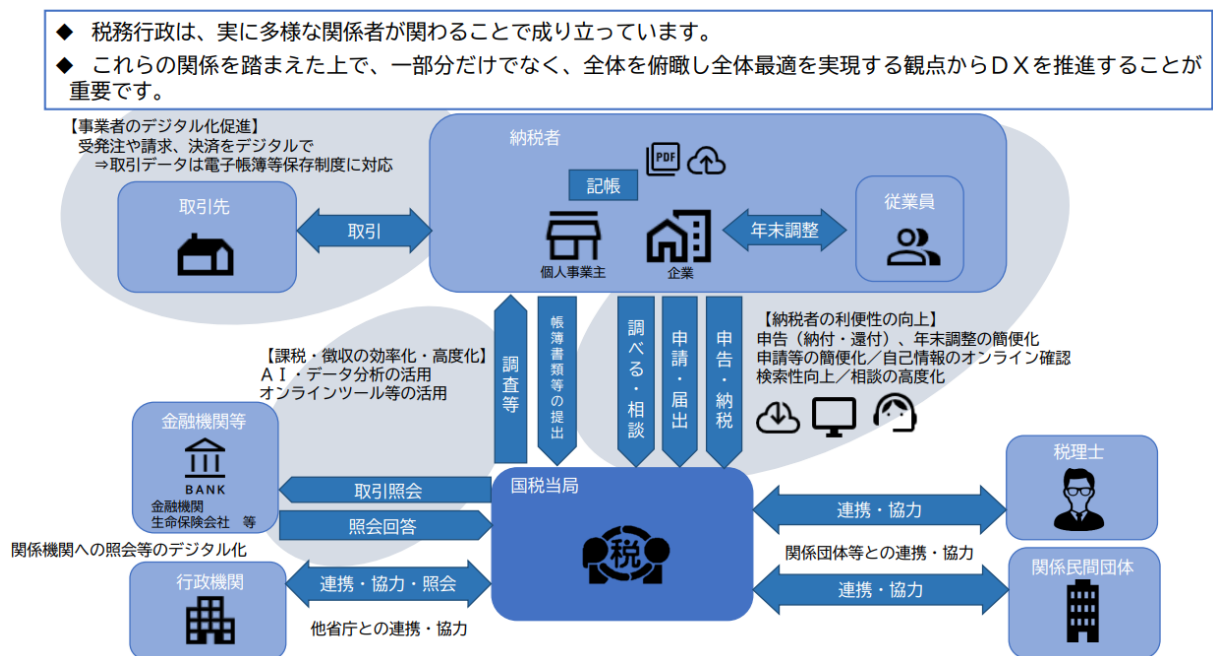 ◆ 税務行政は、実に多様な関係者が関わることで成り立っています。
◆ これらの関係を踏まえた上で、一部分だけでなく、全体を俯瞰し全体最適を実現する観点からＤＸを推進することが
重要です。
【事業者のデジタル化促進】
受発注や請求、決済をデジタルで
⇒取引データは電子帳簿等保存制度に対応
取引先
取引
納税者
PDF
記帳
個人事業主
企業
年末調整
従業員
調査等
帳簿書類等の提出
調べる・相談
申請・届出
申告・納税
【納税者の利便性の向上】
申告（納付・還付）、年末調整の簡便化
申請等の簡便化／自己情報のオンライン確認
検索性向上／相談の高度化
【課税・徴収の効率化・高度化】
ＡＩ・データ分析の活用
オンラインツール等の活用
金融機関等
BANK
金融機関
生命保険会社 等
取引照会
照会回答
関係機関への照会等のデジタル化
行政機関
連携・協力・照会
他省庁との連携・協力
国税当局
税
連携・協力
税理士
関係団体等との連携・協力
連携・協力
関係民間団体